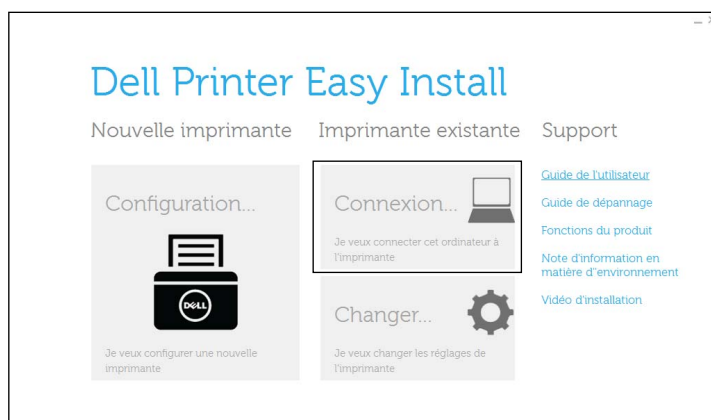 Dell Printer Easy Install
Nouvelle imprimante
Imprimante existante
Support
Configuration...
DELL
Je veux configurer une nouvelle
imprimante
Connexion...
Je veux connecter cet ordinateur à
l'imprimante
Changer...
Je veux changer les réglages de
l'imprimante
Guide de l'utilisateur
Guide de dépannage
Fonctions du produit
Note d'information en
matière d"environnement
Vidéo d'installation